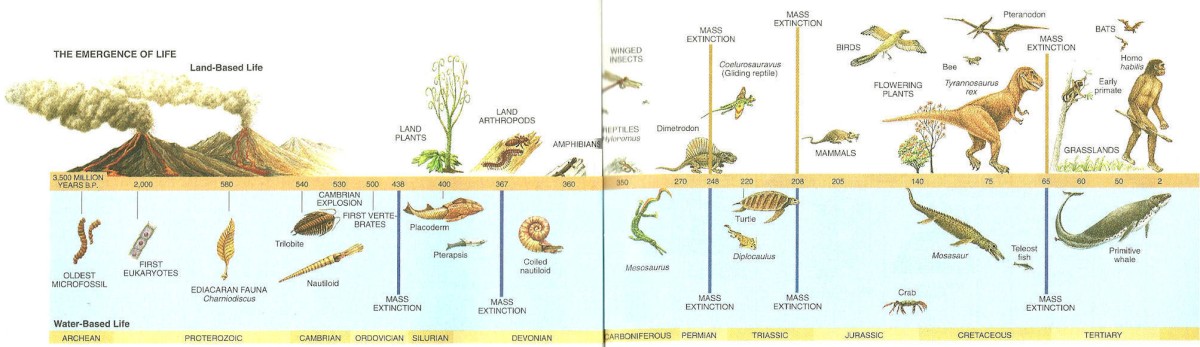 THE EMERGENCE OF LIFE
Land-Based Life
LAND
PLANTS
LAND
ARTHROPODS
AMPHIBIANS
WINGED
INSECTS
REPTILES
Hylonomus
Dimetrodon
MASS
EXTINCTION
Coelurosauravus
(Gliding reptile)
MASS
EXTINCTION
MAMMALS
BIRDS
FLOWERING
PLANTS
Bee
Pteranodon
Tyrannosaurus
rex
MASS
EXTINCTION
BATS
Homo
habilis
Early
primate
GRASSLANDS
3,500 MILLION
YEARS B.P.
2,000
580
540
530
500
438
400
367
360
350
270
248
220
208
205
140
75
65
60
50
2
OLDEST
MICROFOSSIL
FIRST
EUKARYOTES
EDIACARAN FAUNA
Charniodiscus
CAMBRIAN
EXPLOSION
Trilobite
Nautiloid
FIRST VERTE-
BRATES
MASS
EXTINCTION
Placoderm
Pterapsis
MASS
EXTINCTION
Coiled
nautiloid
Mesosaurus
MASS
EXTINCTION
Turtle
Diplocaulus
MASS
EXTINCTION
Crab
Mosasaur
Teleost
fish
MASS
EXTINCTION
Primitive
whale
Water-Based Life
ARCHEAN
PROTEROZOIC
CAMBRIAN
ORDOVICIAN
SILURIAN
DEVONIAN
CARBONIFEROUS
PERMIAN
TRIASSIC
JURASSIC
CRETACEOUS
TERTIARY